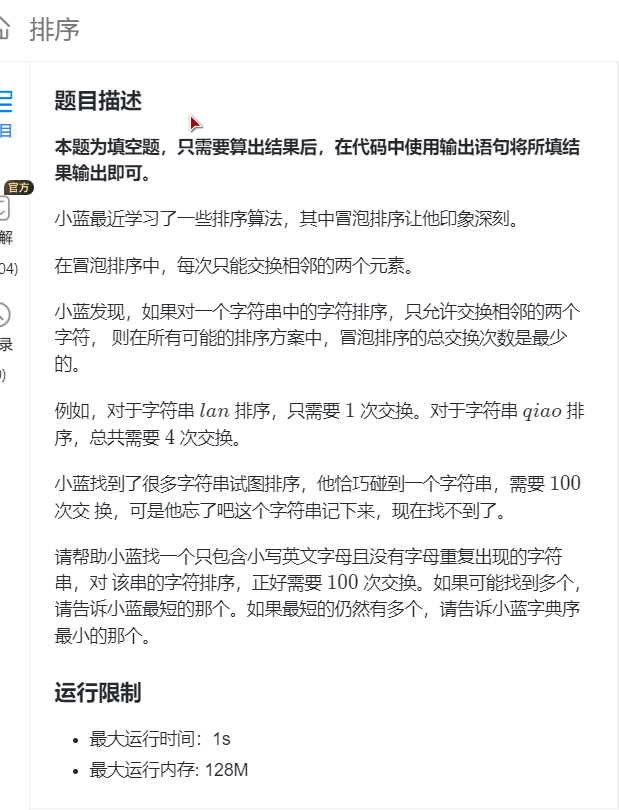 排序
题目描述
目
本题为填空题，只需要算出结果后，在代码中使用输出语句将所填结
果输出即可。
官方
小蓝最近学习了一些排序算法，其中冒泡排序让他印象深刻。
解
04)
在冒泡排序中，每次只能交换相邻的两个元素。
小蓝发现，如果对一个字符串中的字符排序，只允许交换相邻的两个
字符， 则在所有可能的排序方案中，冒泡排序的总交换次数是最少
录
的。
)
例如，对于字符串 lan 排序，只需要 1 次交换。对于字符串 qiao 排
序，总共需要 4 次交换。
小蓝找到了很多字符串试图排序，他恰巧碰到一个字符串，需要 100
次交 换，可是他忘了吧这个字符串记下来，现在找不到了。
请帮助小蓝找一个只包含小写英文字母且没有字母重复出现的字符
串，对 该串的字符排序，正好需要 100 次交换。如果可能找到多个，
请告诉小蓝最短的那个。如果最短的仍然有多个，请告诉小蓝字典序
最小的那个。
运行限制
• 最大运行时间：1s
• 最大运行内存: 128M